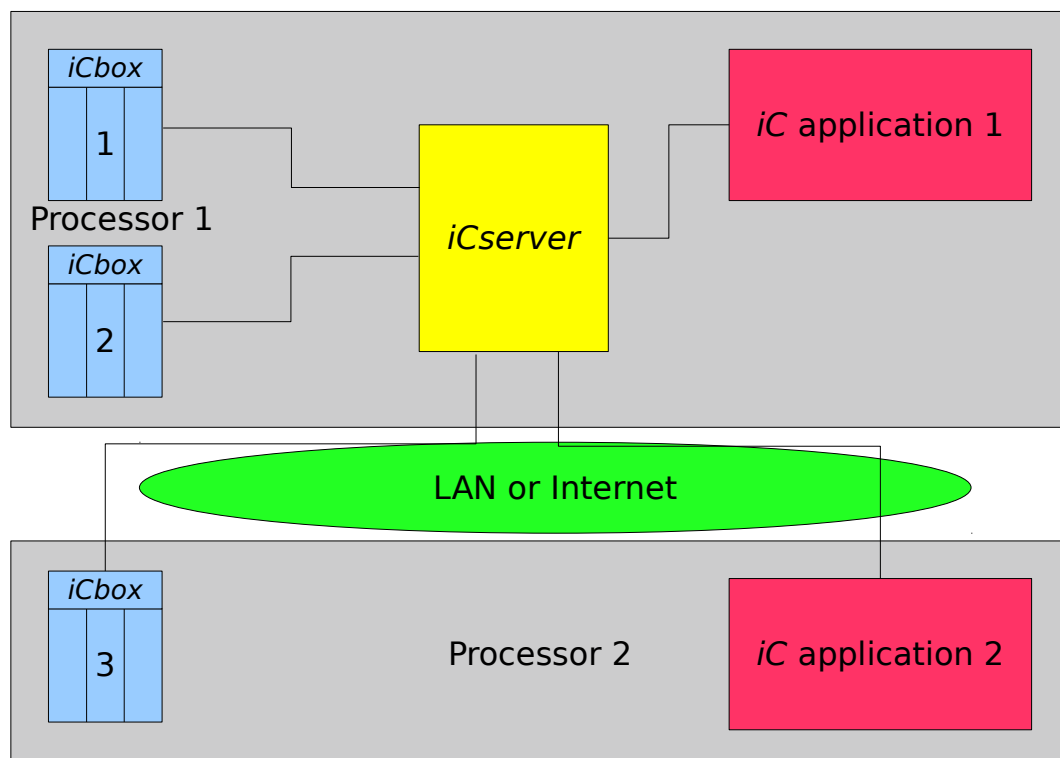 iCbox
1
Processor 1
iCbox
2
iCserver
iC application 1
LAN or Internet
iCbox
3
Processor 2
iC application 2